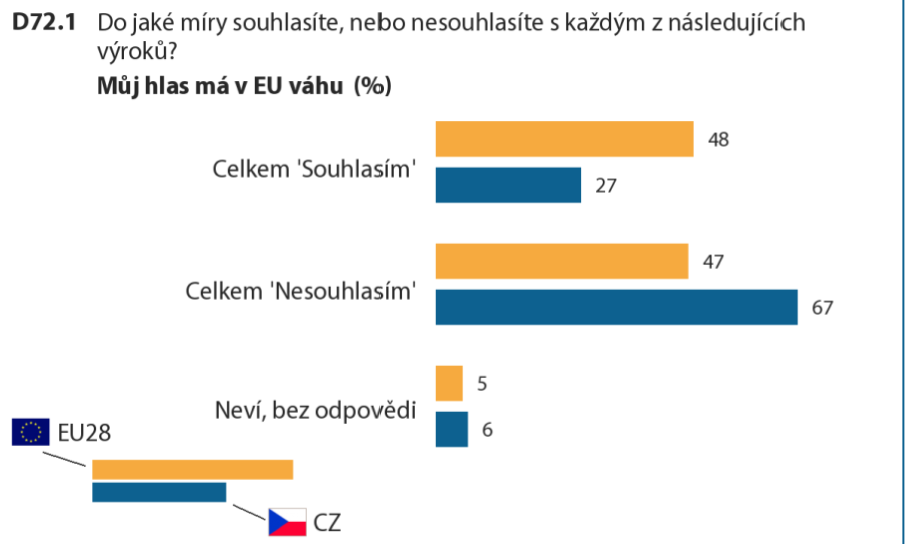 D72.1 Do jaké míry souhlasíte, nebo nesouhlasíte s každým z následujících
výroků?
Můj hlas má v EU váhu (%)
48
Celkem 'Souhlasím'
27
47
Celkem 'Nesouhlasím'
67
5
Neví, bez odpovědi
6
EU28
CZ